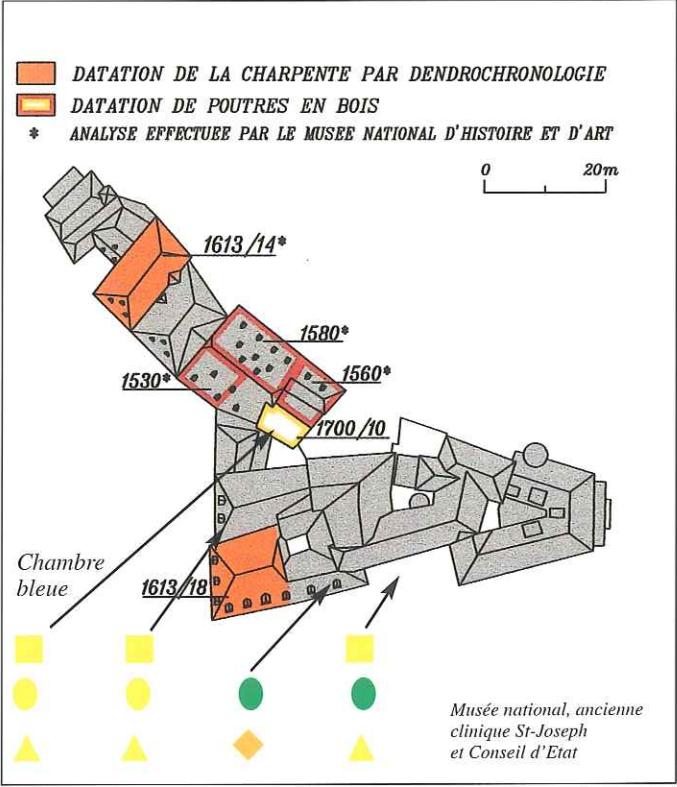 DATATION DE LA CHARPENTE PAR DENDROCHRONOLOGIE
DATATION DE POUTRES EN BOIS
* ANALYSE EFFECTUEE PAR LE MUSEE NATIONAL D'HISTOIRE ET D'ART
0 20m
1613/14*
1580*
1530*
1560*
1700/10
Chambre
bleue
1613/18
Musée national, ancienne
clinique St-Joseph
et Conseil d'Etat